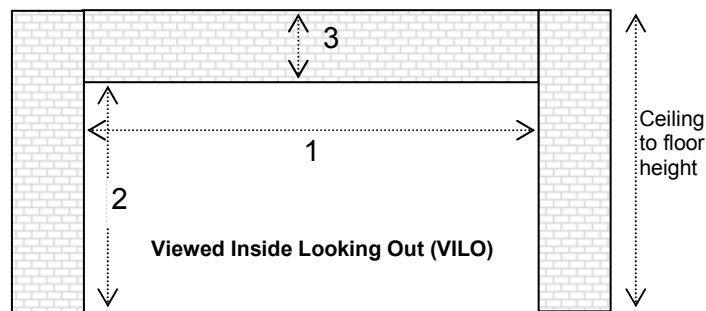 3
Ceiling
to floor
height
1
2
Viewed Inside Looking Out (VILO)